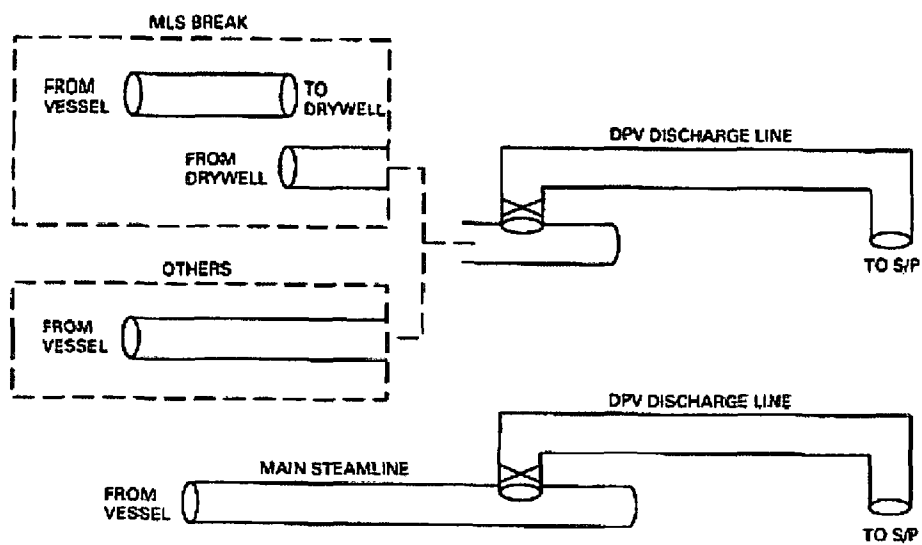 MLS BREAK
FROM
VESSEL
TO
DRYWELL
FROM
DRYWELL
DPV DISCHARGE LINE
TO S/P
OTHERS
FROM
VESSEL
DPV DISCHARGE LINE
MAIN STEAMLINE
FROM
VESSEL
TO S/P